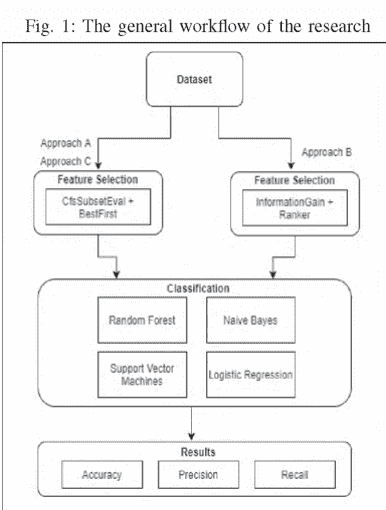 Fig. 1: The general workflow of the research
Dataset
Approach A
Approach C
Approach B
Feature Selection
CfsSubsetEval +
BestFirst
Feature Selection
InformationGain +
Ranker
Classification
Random Forest
Naive Bayes
Support Vector
Machines
Logistic Regression
Results
Accuracy
Precision
Recall